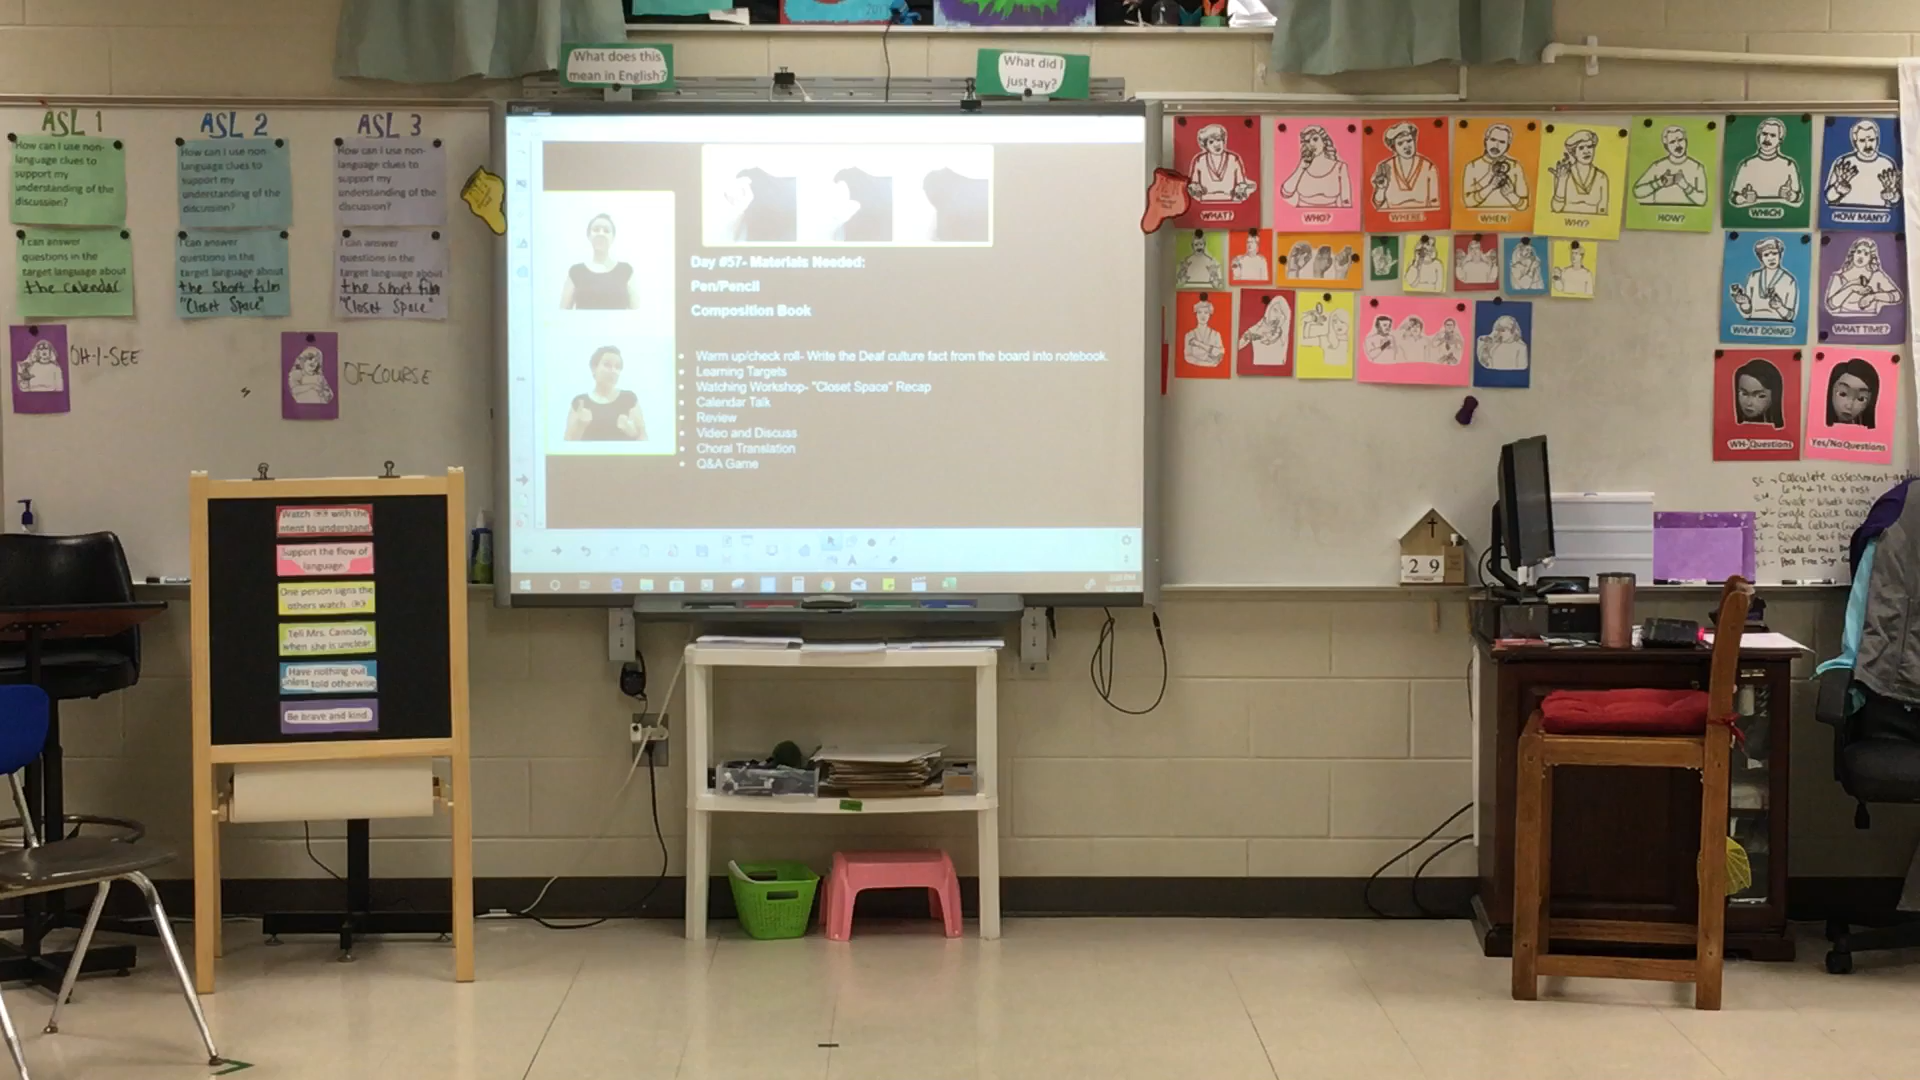 What does this
mean in English?
What did I
just say?
ASL 1
How can I use non-
language clues to
support my
understanding of the
discussion?
I can answer
questions in the
target language about
the calendar
ASL 2
How can I use non-
language clues to
support my
understanding of the
discussion?
I can answer
questions in the
target language about
the short film
"Closet Space"
ASL 3
How can I use non-
language clues to
support my
understanding of the
discussion?
I can answer
questions in the
target language about
the short film
"Closet Space"
OH-I-SEE
OF-COURSE
Watch with the
intent to understand
Support the flow of
language.
One person signs the
others watch.
Tell Mrs. Cannady
when she is unclear
Have nothing out
unless told otherwise
Be brave and kind.
Day #57- Materials Needed:
Pen/Pencil
Composition Book
Warm up/check roll- Write the Deaf culture fact from the board into notebook.
Learning Targets
Watching Workshop- "Closet Space" Recap
Calendar Talk
Review
Video and Discuss
Choral Translation
Q&A Game
WHAT?
WHO?
WHERE?
WHEN?
WHY?
HOW?
WHICH
HOW MANY?
WHAT DOING?
WHAT TIME?
WH-Questions
Yes/No Questions
Calculate assessment
29